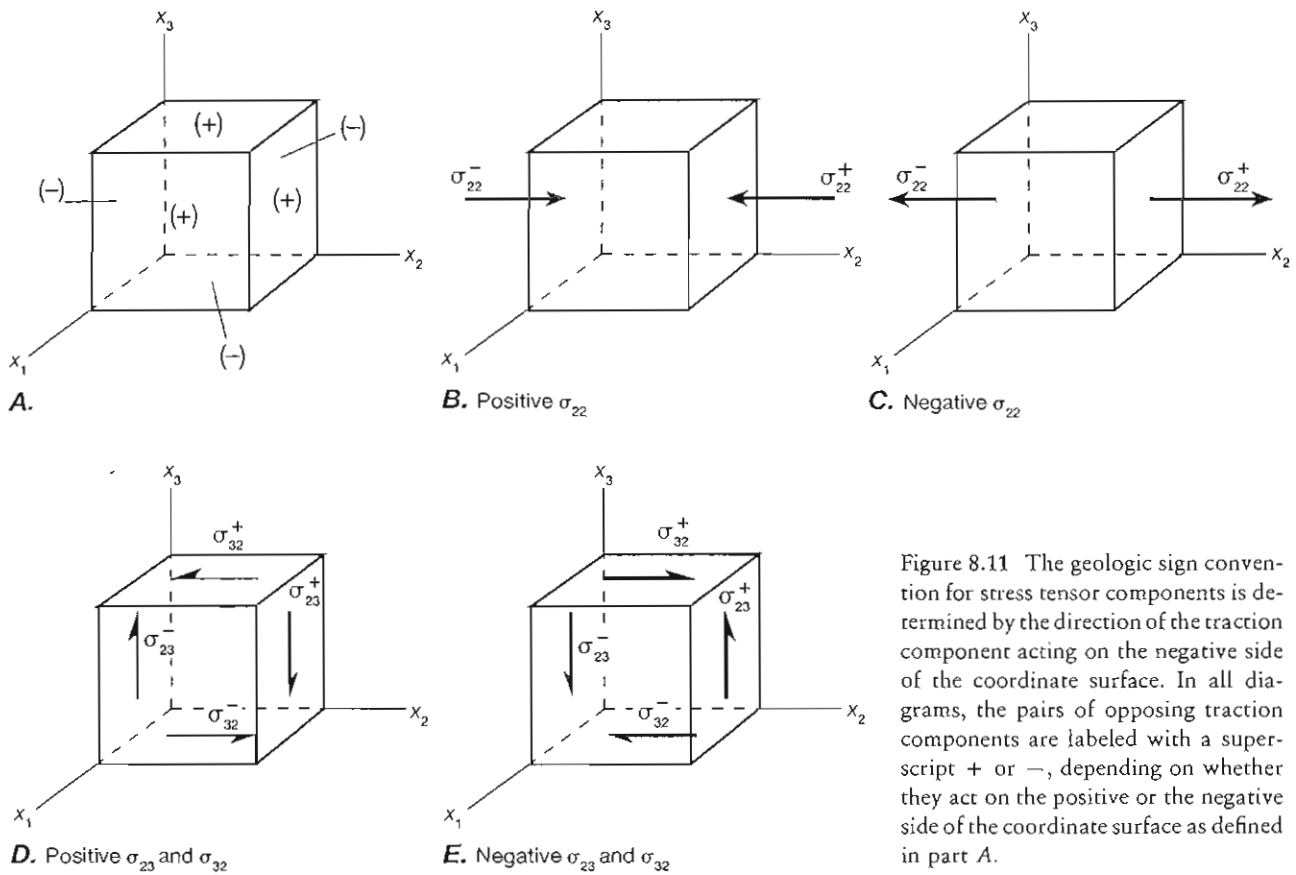 x₃
(+)
(−)
(−)
(+)
(+)
x₂
(−)
x₁
A.
x₃
σ₂₂⁻
σ₂₂⁺
x₂
x₁
B. Positive σ₂₂
x₃
σ₂₂⁻
σ₂₂⁺
x₂
x₁
C. Negative σ₂₂
x₃
σ₃₂⁺
σ₂₃⁺
σ₂₃⁻
σ₃₂⁻
x₂
x₁
D. Positive σ₂₃ and σ₃₂
x₃
σ₃₂⁺
σ₂₃⁺
σ₂₃⁻
σ₃₂⁻
x₂
x₁
E. Negative σ₂₃ and σ₃₂
Figure 8.11 The geologic sign conven-
tion for stress tensor components is de-
termined by the direction of the traction
component acting on the negative side
of the coordinate surface. In all dia-
grams, the pairs of opposing traction
components are labeled with a super-
script + or −, depending on whether
they act on the positive or the negative
side of the coordinate surface as defined
in part A.